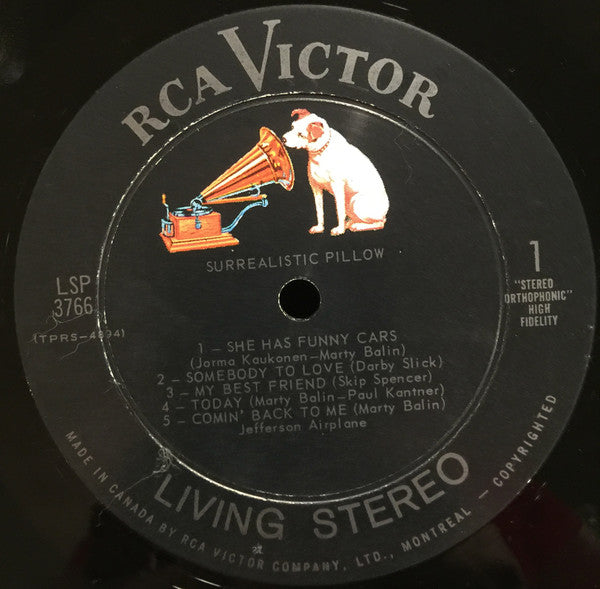 RCA VICTOR
SURREALISTIC PILLOW
LSP
3766
(TPRS-4894)
1
"STEREO
ORTHOPHONIC"
HIGH
FIDELITY
1 – SHE HAS FUNNY CARS
(Jorma Kaukonen–Marty Balin)
2 – SOMEBODY TO LOVE (Darby Slick)
3 – MY BEST FRIEND (Skip Spencer)
4 – TODAY (Marty Balin–Paul Kantner)
5 – COMIN' BACK TO ME (Marty Balin)
Jefferson Airplane
LIVING STEREO
MADE IN CANADA BY RCA VICTOR COMPANY, LTD., MONTREAL – COPYRIGHTED